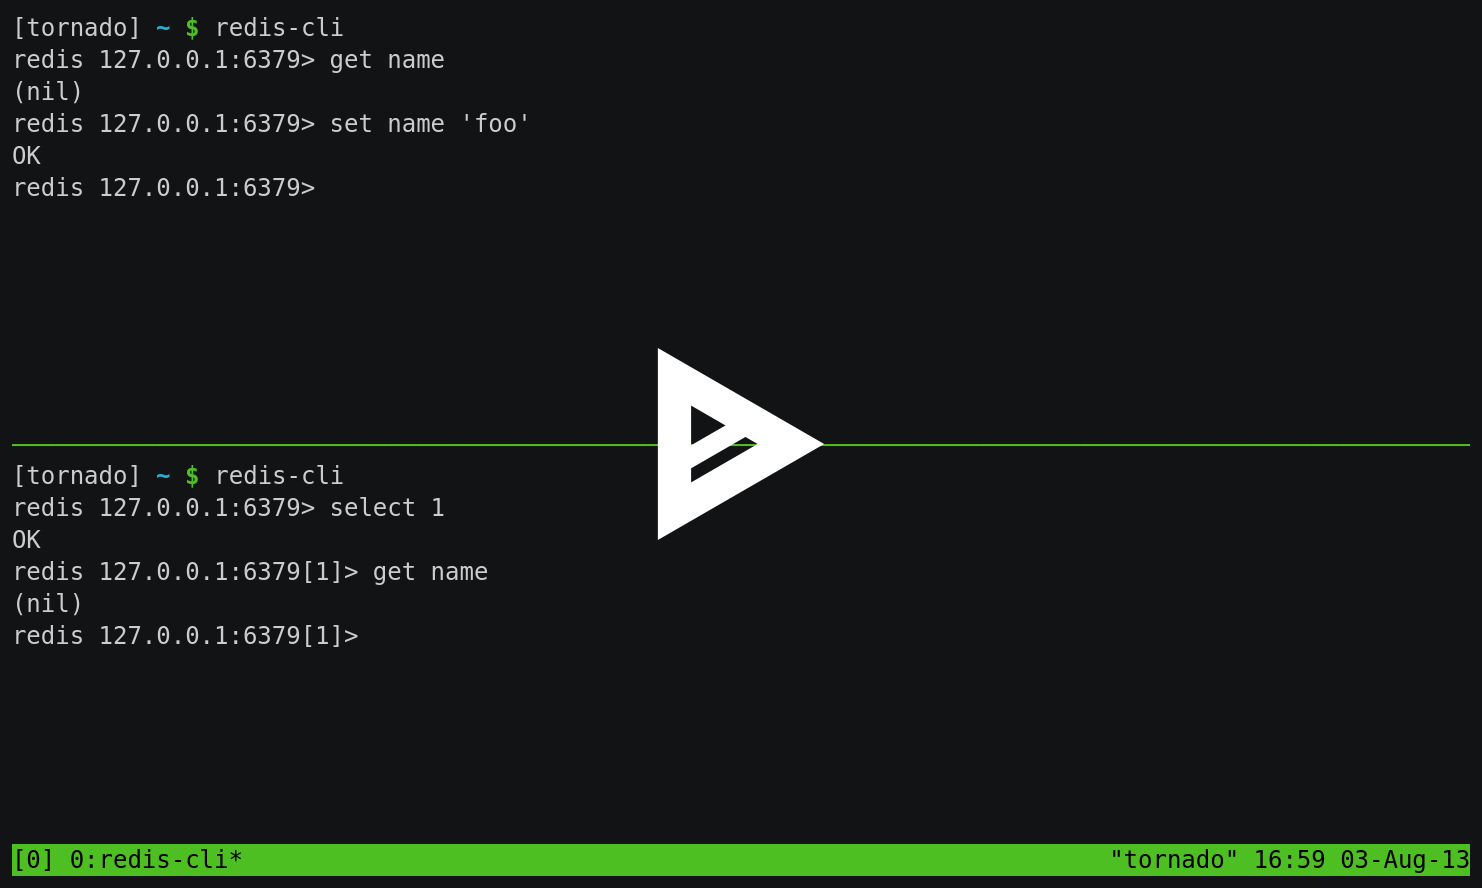 [tornado] ~ $ redis-cli
redis 127.0.0.1:6379> get name
(nil)
redis 127.0.0.1:6379> set name 'foo'
OK
redis 127.0.0.1:6379>
[tornado] ~ $ redis-cli
redis 127.0.0.1:6379> select 1
OK
redis 127.0.0.1:6379[1]> get name
(nil)
redis 127.0.0.1:6379[1]>
[0] 0:redis-cli* "tornado" 16:59 03-Aug-13